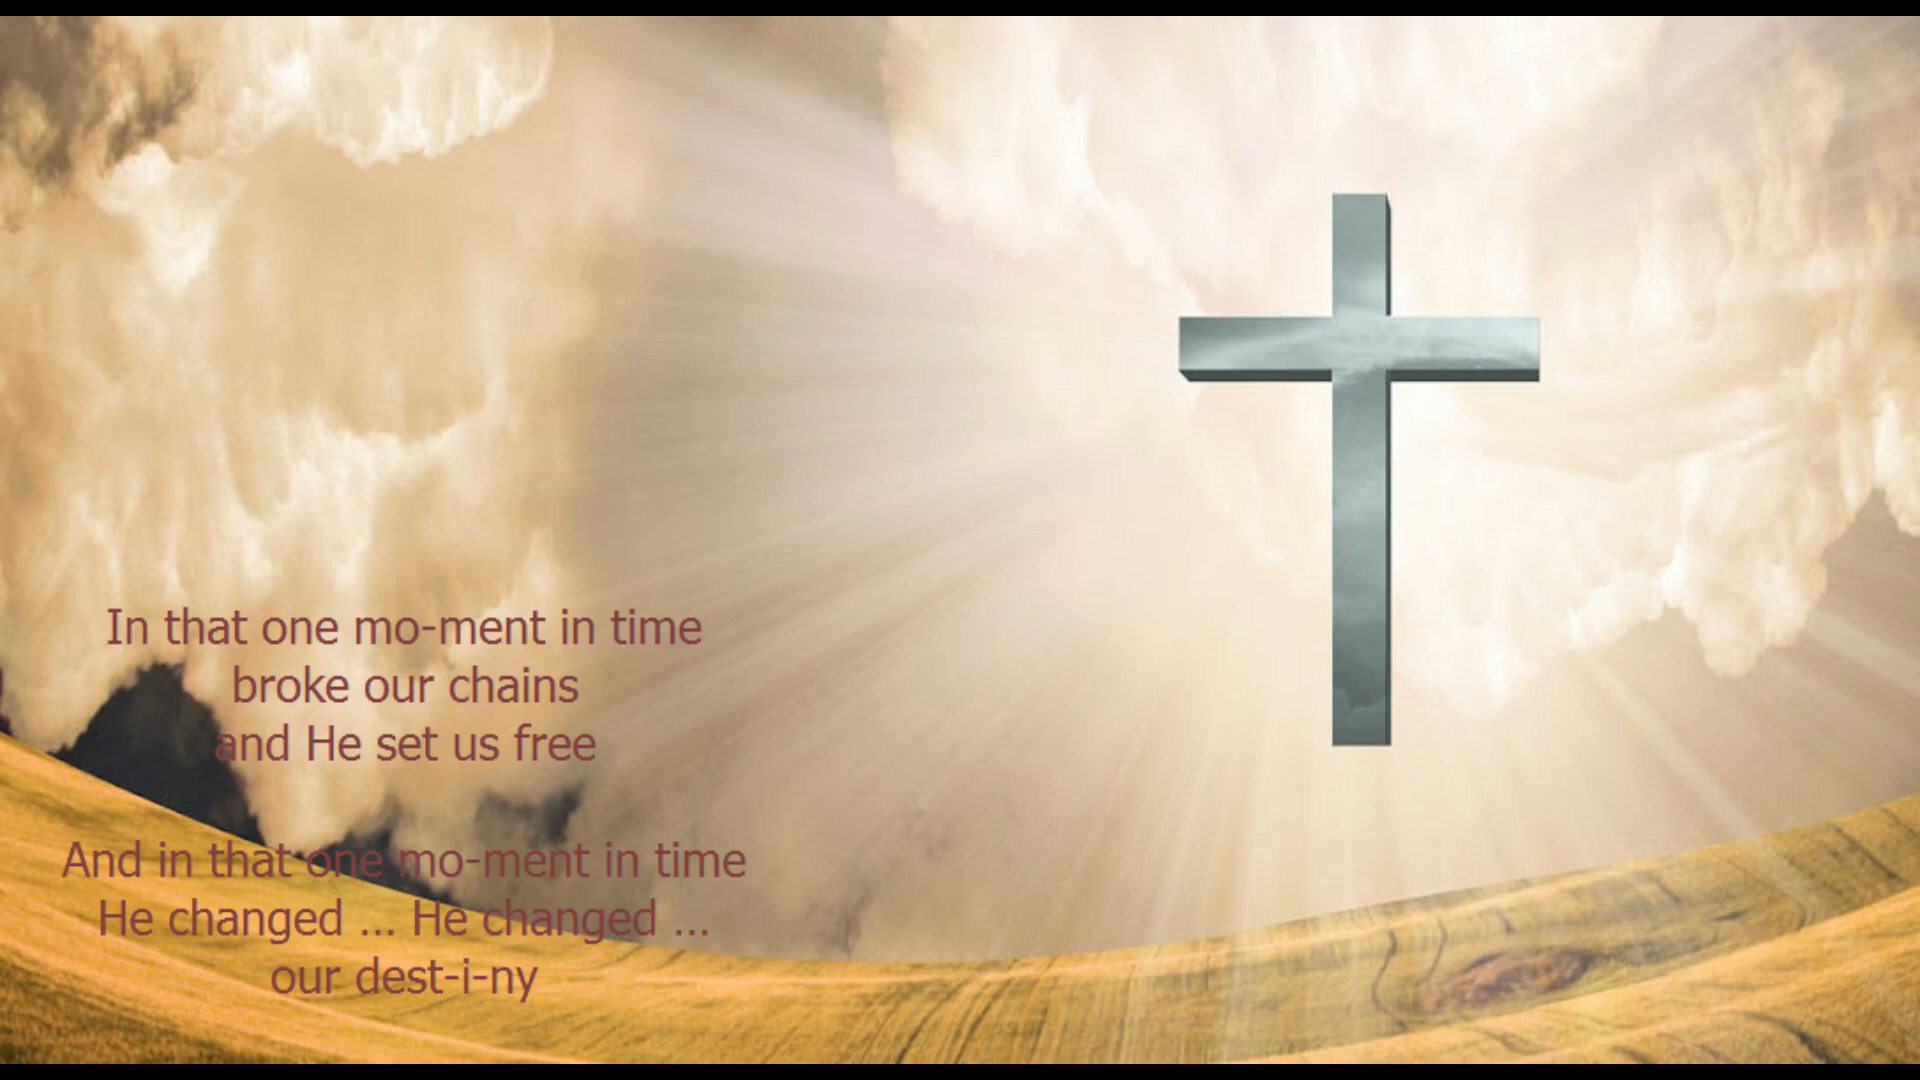 In that one mo-ment in time
broke our chains
and He set us free
And in that one mo-ment in time
He changed ... He changed ...
our dest-i-ny